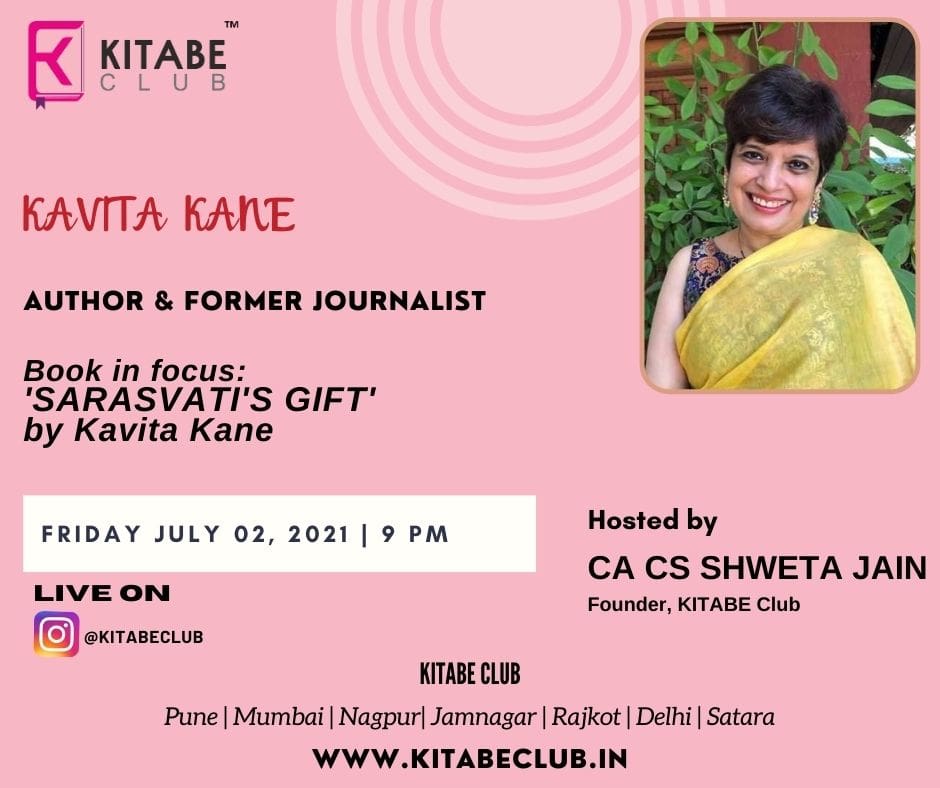 KITABE™
CLUB
KAVITA KANE
AUTHOR & FORMER JOURNALIST
Book in focus:
'SARASVATI'S GIFT'
by Kavita Kane
FRIDAY JULY 02, 2021 | 9 PM
LIVE ON
@KITABECLUB
Hosted by
CA CS SHWETA JAIN
Founder, KITABE Club
KITABE CLUB
Pune | Mumbai | Nagpur| Jamnagar | Rajkot | Delhi | Satara
WWW.KITABECLUB.IN